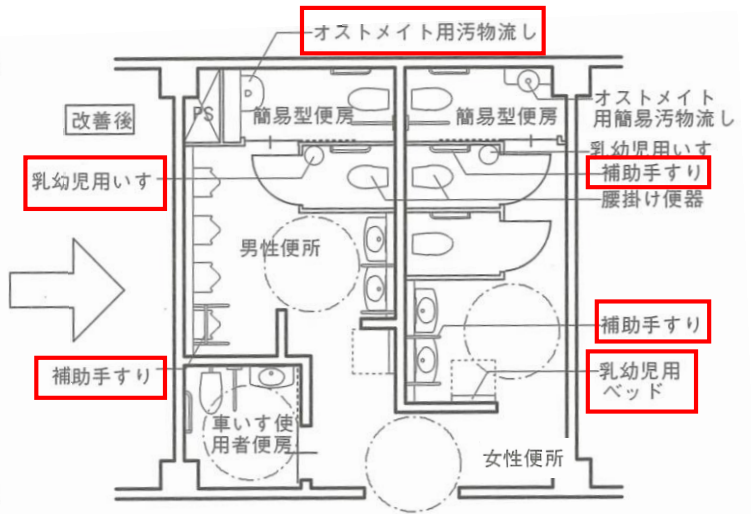 オストメイト用汚物流し
改善後
PS
簡易型便房
簡易型便房
オストメイト
用簡易汚物流し
乳幼児用いす
乳幼児用いす
補助手すり
腰掛け便器
男性便所
補助手すり
補助手すり
乳幼児用
ベッド
車いす使
用者便房
女性便所